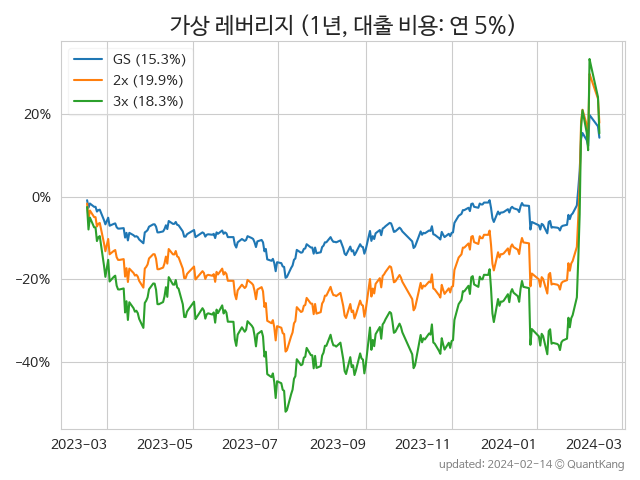 가상 레버리지 (1년, 대출 비용: 연 5%)
GS (15.3%)
2x (19.9%)
3x (18.3%)
20%
0%
−20%
−40%
2023-03 2023-05 2023-07 2023-09 2023-11 2024-01 2024-03
updated: 2024-02-14 © QuantKang